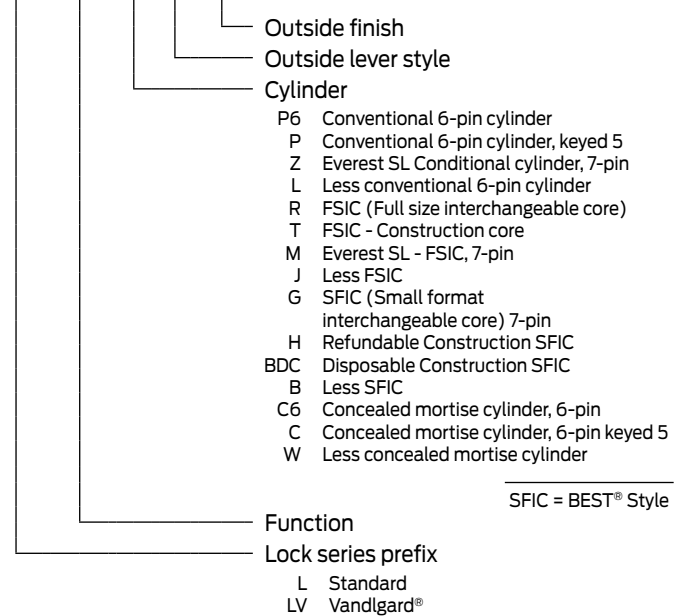 Outside finish
Outside lever style
Cylinder
P6 Conventional 6-pin cylinder
P Conventional 6-pin cylinder, keyed 5
Z Everest SL Conditional cylinder, 7-pin
L Less conventional 6-pin cylinder
R FSIC (Full size interchangeable core)
T FSIC - Construction core
M Everest SL - FSIC, 7-pin
J Less FSIC
G SFIC (Small format
interchangeable core) 7-pin
H Refundable Construction SFIC
BDC Disposable Construction SFIC
B Less SFIC
C6 Concealed mortise cylinder, 6-pin
C Concealed mortise cylinder, 6-pin keyed 5
W Less concealed mortise cylinder
SFIC = BEST® Style
Function
Lock series prefix
L Standard
LV Vandlgard®